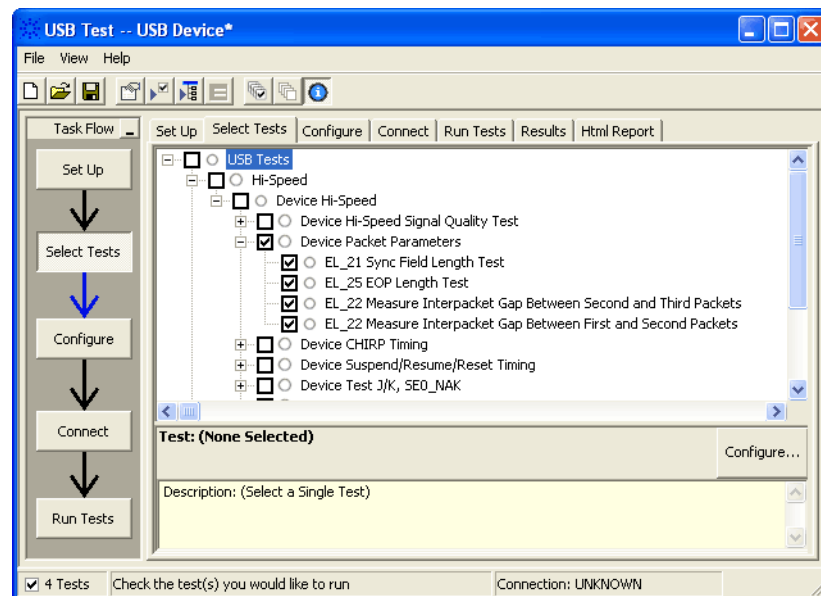 USB Test -- USB Device*
File View Help
Task Flow
Set Up
Select Tests
Configure
Connect
Run Tests
Set Up Select Tests Configure Connect Run Tests Results Html Report
USB Tests
Hi-Speed
Device Hi-Speed
Device Hi-Speed Signal Quality Test
Device Packet Parameters
EL_21 Sync Field Length Test
EL_25 EOP Length Test
EL_22 Measure Interpacket Gap Between Second and Third Packets
EL_22 Measure Interpacket Gap Between First and Second Packets
Device CHIRP Timing
Device Suspend/Resume/Reset Timing
Device Test J/K, SE0_NAK
Test: (None Selected)
Configure...
Description: (Select a Single Test)
4 Tests Check the test(s) you would like to run Connection: UNKNOWN